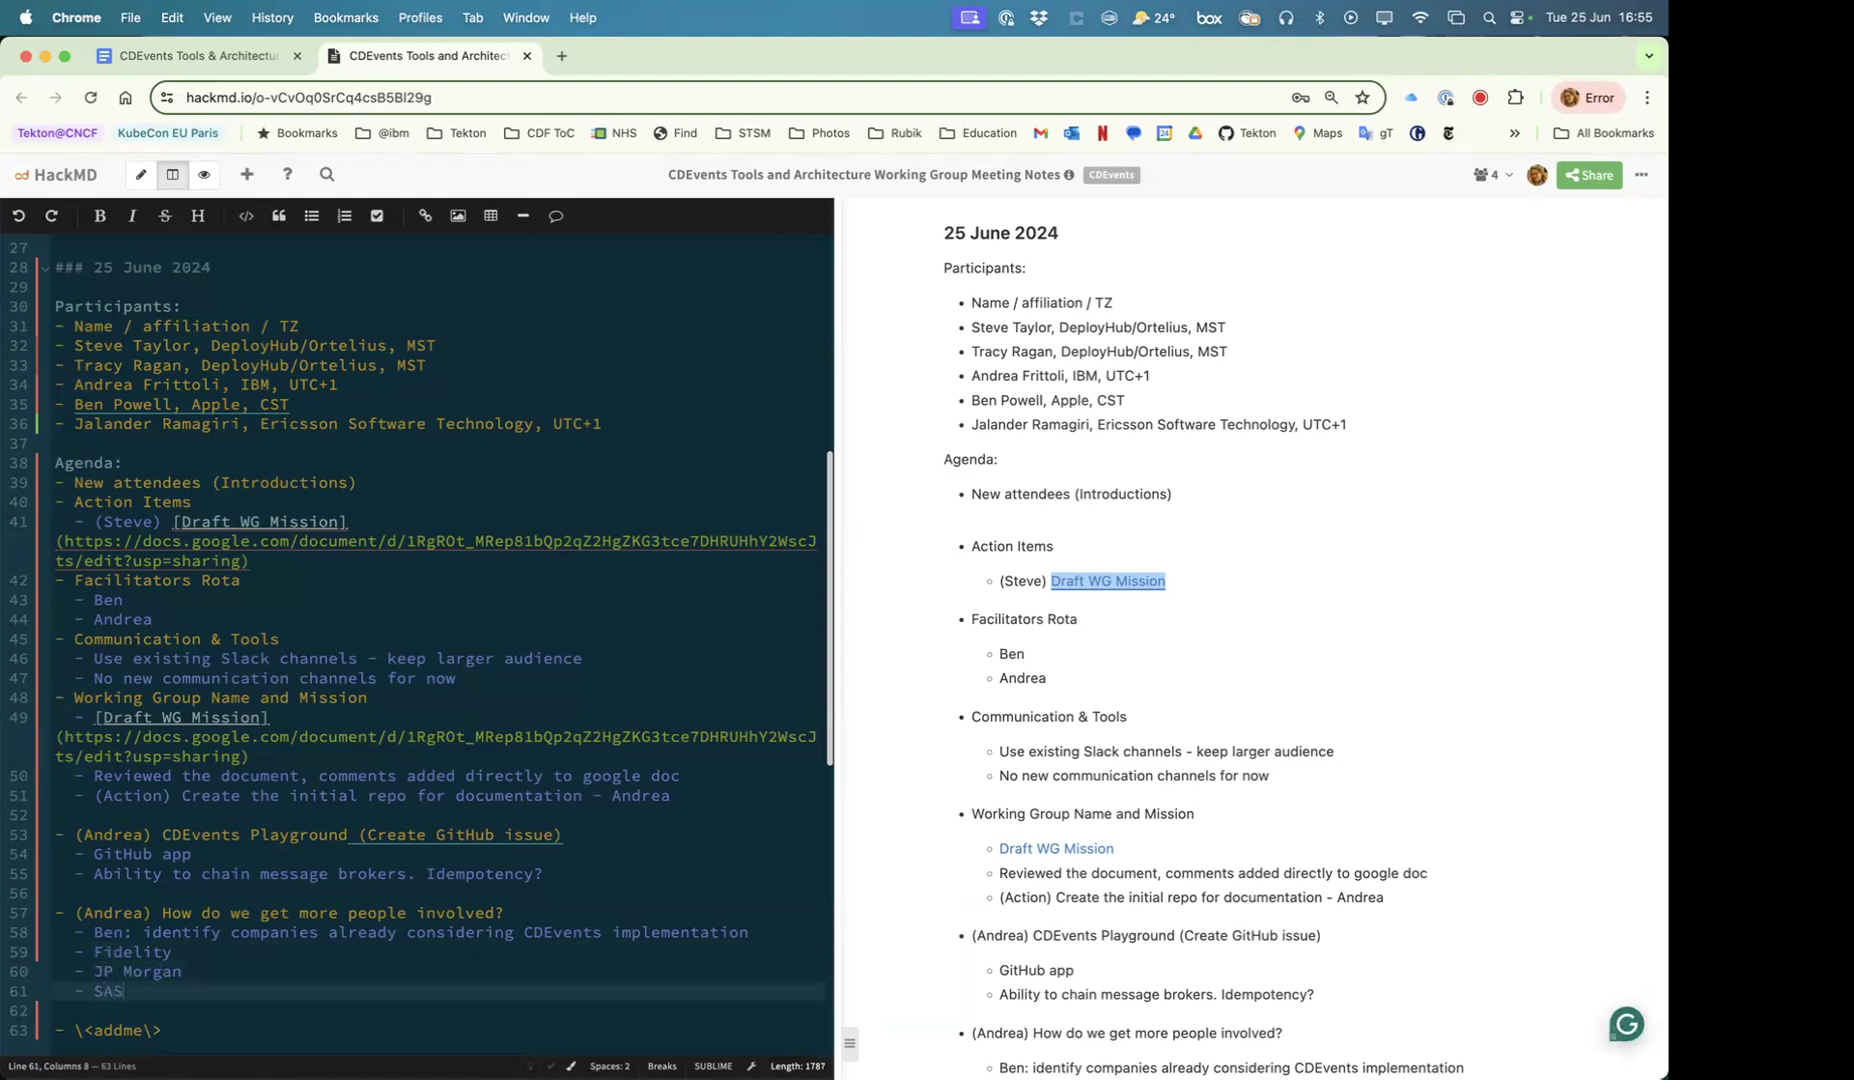 Chrome File Edit View History Bookmarks Profiles Tab Window Help 24° box Tue 25 Jun 16:55
CDEvents Tools & Architectur CDEvents Tools and Architect
hackmd.io/o-vCvOq0SrCq4csB5Bl29g Error
Tekton@CNCF KubeCon EU Paris Bookmarks @ibm Tekton CDF ToC NHS Find STSM Photos Rubik Education Tekton Maps gT All Bookmarks
HackMD CDEvents Tools and Architecture Working Group Meeting Notes CDEvents 4 Share
27
28 ### 25 June 2024
29
30 Participants:
31 - Name / affiliation / TZ
32 - Steve Taylor, DeployHub/Ortelius, MST
33 - Tracy Ragan, DeployHub/Ortelius, MST
34 - Andrea Frittoli, IBM, UTC+1
35 - Ben Powell, Apple, CST
36 - Jalander Ramagiri, Ericsson Software Technology, UTC+1
37
38 Agenda:
39 - New attendees (Introductions)
40 - Action Items
41 - (Steve) [Draft WG Mission]
(https://docs.google.com/document/d/1RgROt_MRep81bQp2qZ2HgZKG3tce7DHRUHhY2WscJ
ts/edit?usp=sharing)
42 - Facilitators Rota
43 - Ben
44 - Andrea
45 - Communication & Tools
46 - Use existing Slack channels - keep larger audience
47 - No new communication channels for now
48 - Working Group Name and Mission
49 - [Draft WG Mission]
(https://docs.google.com/document/d/1RgROt_MRep81bQp2qZ2HgZKG3tce7DHRUHhY2WscJ
ts/edit?usp=sharing)
50 - Reviewed the document, comments added directly to google doc
51 - (Action) Create the initial repo for documentation - Andrea
52
53 - (Andrea) CDEvents Playground (Create GitHub issue)
54 - GitHub app
55 - Ability to chain message brokers. Idempotency?
56
57 - (Andrea) How do we get more people involved?
58 - Ben: identify companies already considering CDEvents implementation
59 - Fidelity
60 - JP Morgan
61 - SAS
62
63 - \<addme\>
Line 61, Columns 8 — 63 Lines Spaces: 2 Breaks SUBLIME Length: 1787
25 June 2024
Participants:
• Name / affiliation / TZ
• Steve Taylor, DeployHub/Ortelius, MST
• Tracy Ragan, DeployHub/Ortelius, MST
• Andrea Frittoli, IBM, UTC+1
• Ben Powell, Apple, CST
• Jalander Ramagiri, Ericsson Software Technology, UTC+1
Agenda:
• New attendees (Introductions)
• Action Items
◦ (Steve) Draft WG Mission
• Facilitators Rota
◦ Ben
◦ Andrea
• Communication & Tools
◦ Use existing Slack channels - keep larger audience
◦ No new communication channels for now
• Working Group Name and Mission
◦ Draft WG Mission
◦ Reviewed the document, comments added directly to google doc
◦ (Action) Create the initial repo for documentation - Andrea
• (Andrea) CDEvents Playground (Create GitHub issue)
◦ GitHub app
◦ Ability to chain message brokers. Idempotency?
• (Andrea) How do we get more people involved?
◦ Ben: identify companies already considering CDEvents implementation